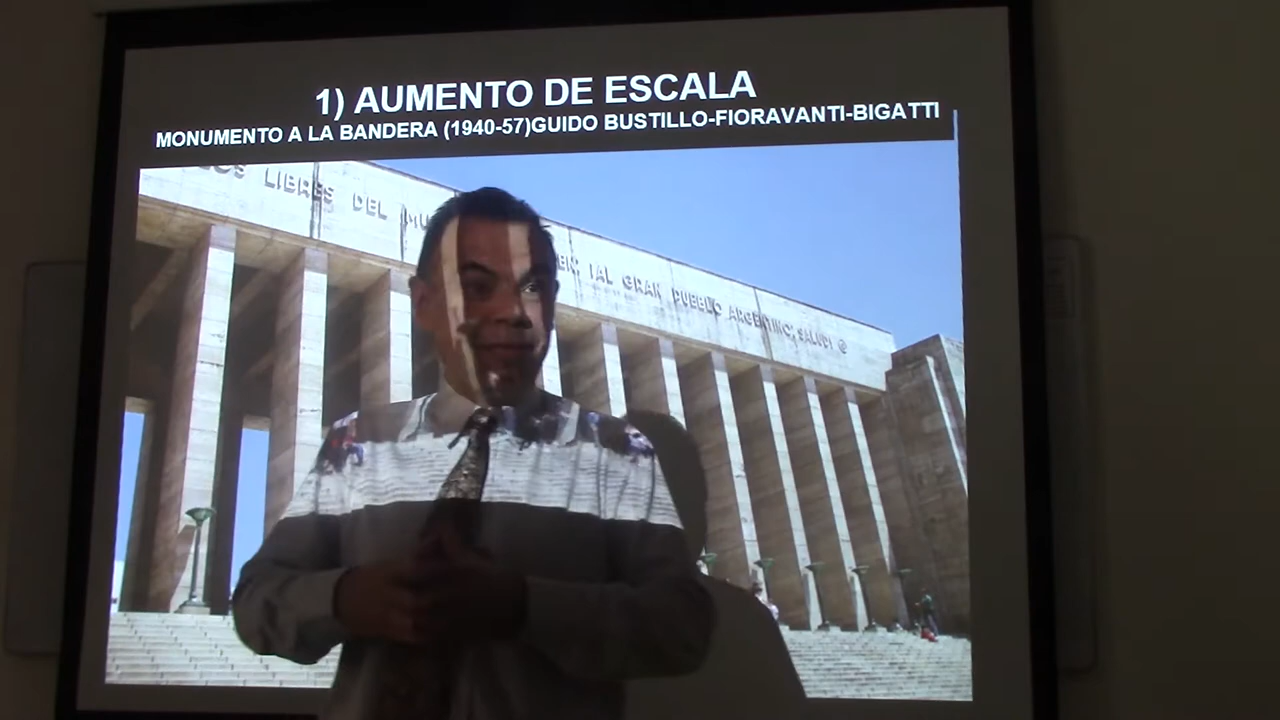 1) AUMENTO DE ESCALA
MONUMENTO A LA BANDERA (1940-57)GUIDO BUSTILLO-FIORAVANTI-BIGATTI
LIBRES DEL MU
¡AL GRAN PUEBLO ARGENTINO, SALUD!